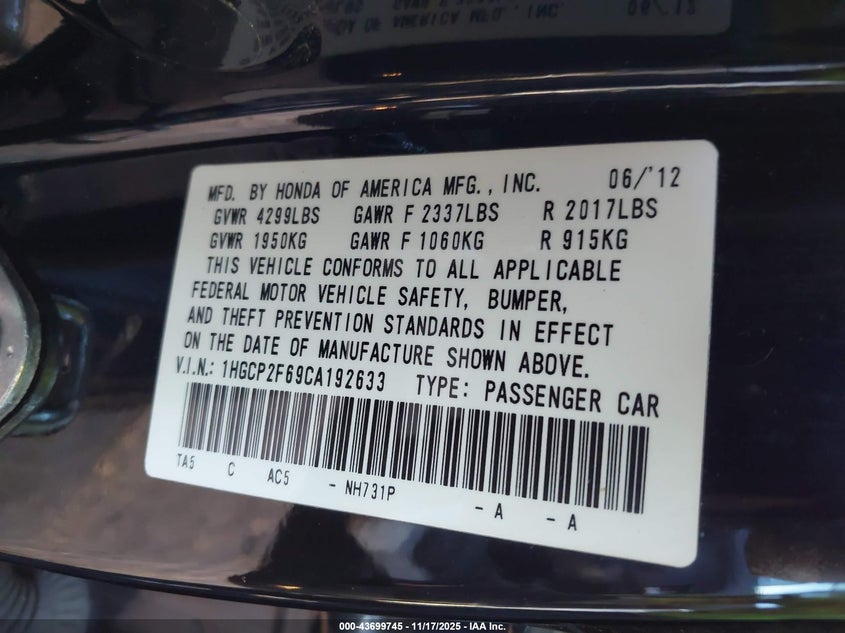 MFD. BY HONDA OF AMERICA MFG., INC. 06/'12
GVWR 4299LBS GAWR F 2337LBS R 2017LBS
GVWR 1950KG GAWR F 1060KG R 915KG
THIS VEHICLE CONFORMS TO ALL APPLICABLE
FEDERAL MOTOR VEHICLE SAFETY, BUMPER,
AND THEFT PREVENTION STANDARDS IN EFFECT
ON THE DATE OF MANUFACTURE SHOWN ABOVE.
V.I.N.: 1HGCP2F69CA192633 TYPE: PASSENGER CAR
TA5 C AC5 - NH731P - A - A
000-43699745 - 11/17/2025 - IAA Inc.